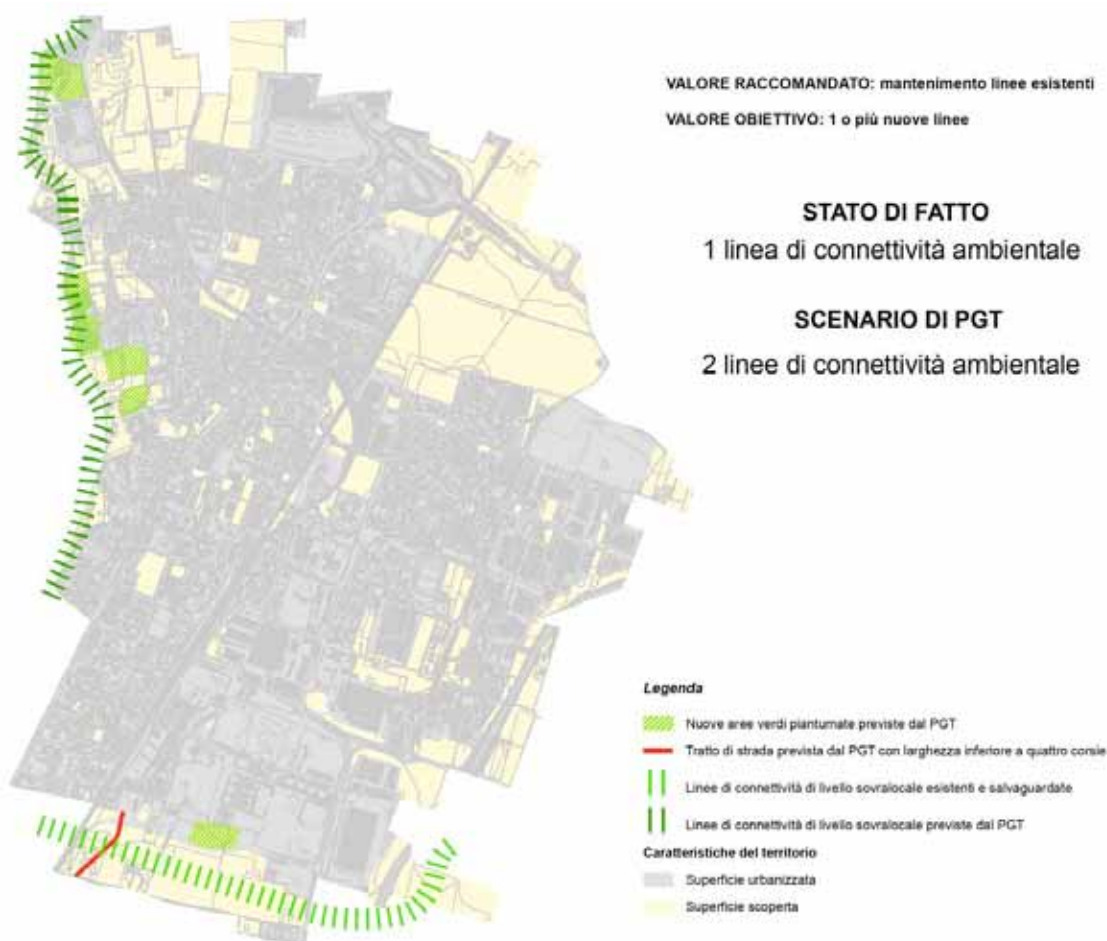 VALORE RACCOMANDATO: mantenimento linee esistenti
VALORE OBIETTIVO: 1 o più nuove linee
STATO DI FATTO
1 linea di connettività ambientale
SCENARIO DI PGT
2 linee di connettività ambientale
Legenda
Nuove aree verdi piantumate previste dal PGT
Tratto di strada prevista dal PGT con larghezza inferiore a quattro corsie
Linee di connettività di livello sovralocale esistenti e salvaguardate
Linee di connettività di livello sovralocale previste dal PGT
Caratteristiche del territorio
Superficie urbanizzata
Superficie scoperta